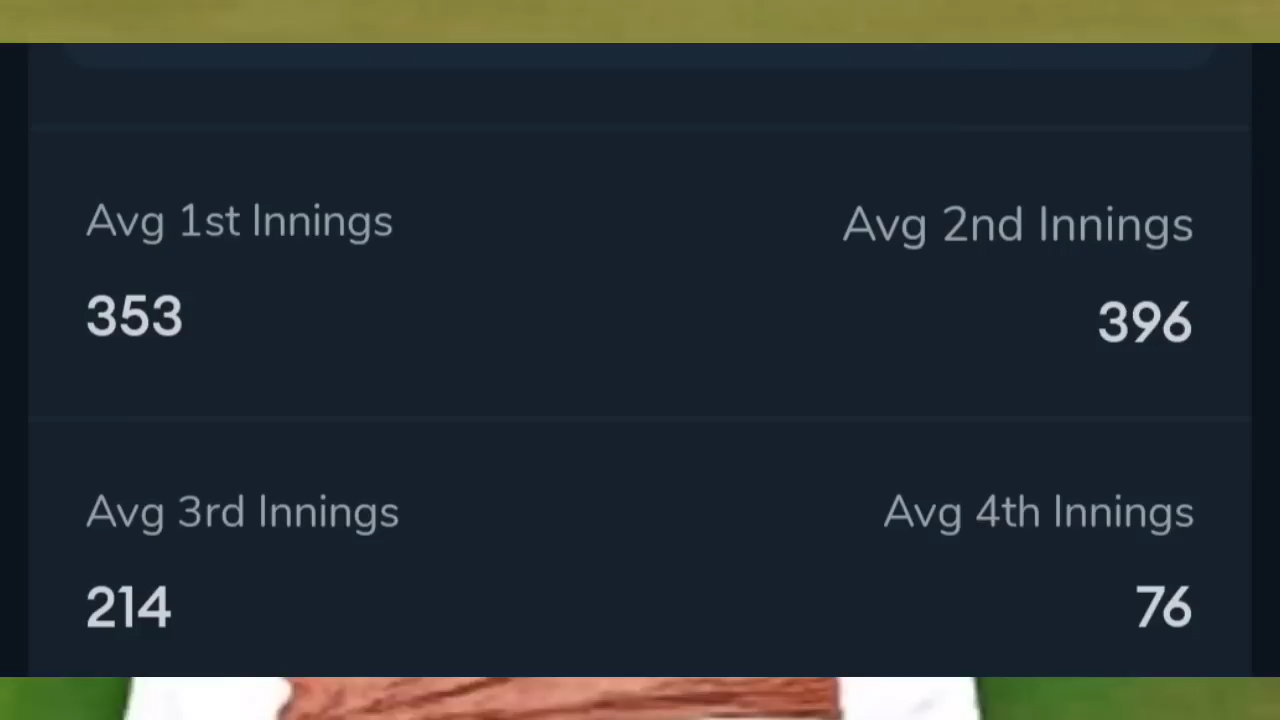 Avg 1st Innings
Avg 2nd Innings
353
396
Avg 3rd Innings
Avg 4th Innings
214
76